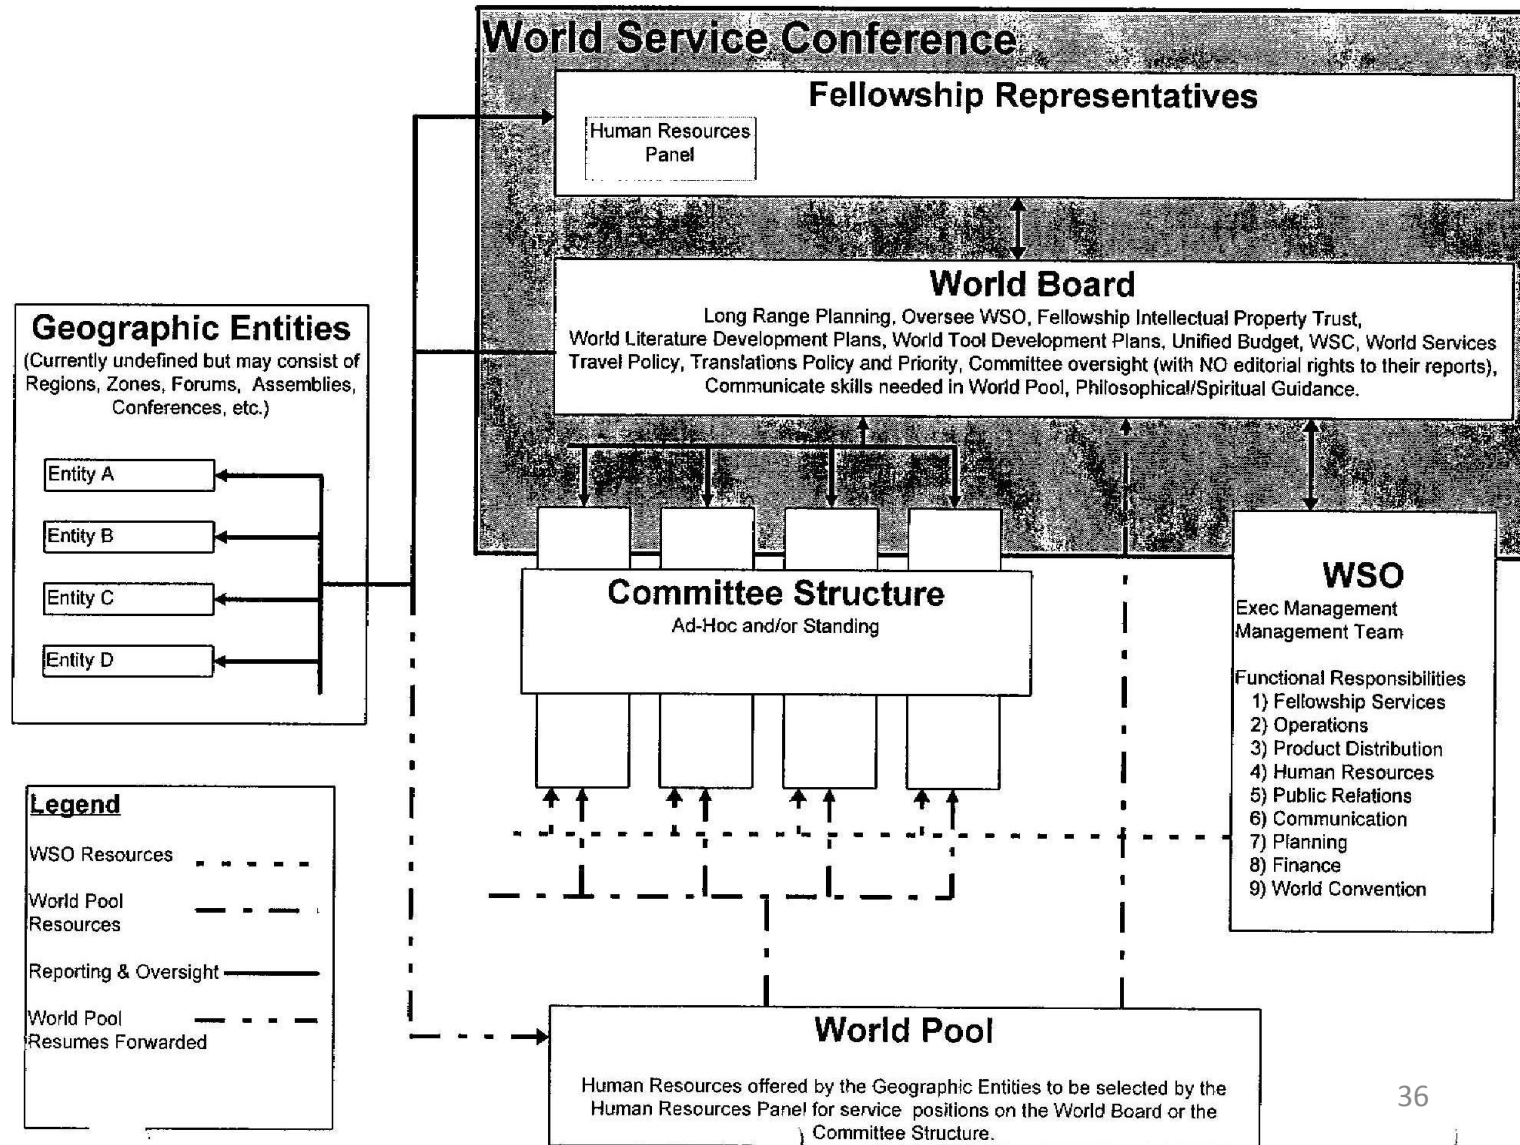 World Service Conference
Fellowship Representatives
Human Resources
Panel
World Board
Long Range Planning, Oversee WSO, Fellowship Intellectual Property Trust,
World Literature Development Plans, World Tool Development Plans, Unified Budget, WSC, World Services
Travel Policy, Translations Policy and Priority, Committee oversight (with NO editorial rights to their reports),
Communicate skills needed in World Pool, Philosophical/Spiritual Guidance.
Geographic Entities
(Currently undefined but may consist of
Regions, Zones, Forums, Assemblies,
Conferences, etc.)
Entity A
Entity B
Entity C
Entity D
Committee Structure
Ad-Hoc and/or Standing
WSO
Exec Management
Management Team
Functional Responsibilities
1) Fellowship Services
2) Operations
3) Product Distribution
4) Human Resources
5) Public Relations
6) Communication
7) Planning
8) Finance
9) World Convention
Legend
WSO Resources
World Pool
Resources
Reporting & Oversight
World Pool
Resumes Forwarded
World Pool
Human Resources offered by the Geographic Entities to be selected by the
Human Resources Panel for service positions on the World Board or the
Committee Structure.
36